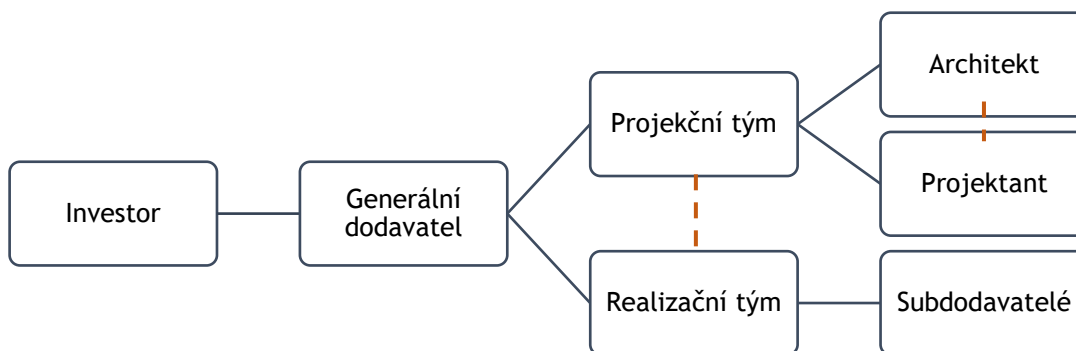 Investor
Generální
dodavatel
Projekční tým
Realizační tým
Architekt
Projektant
Subdodavatelé